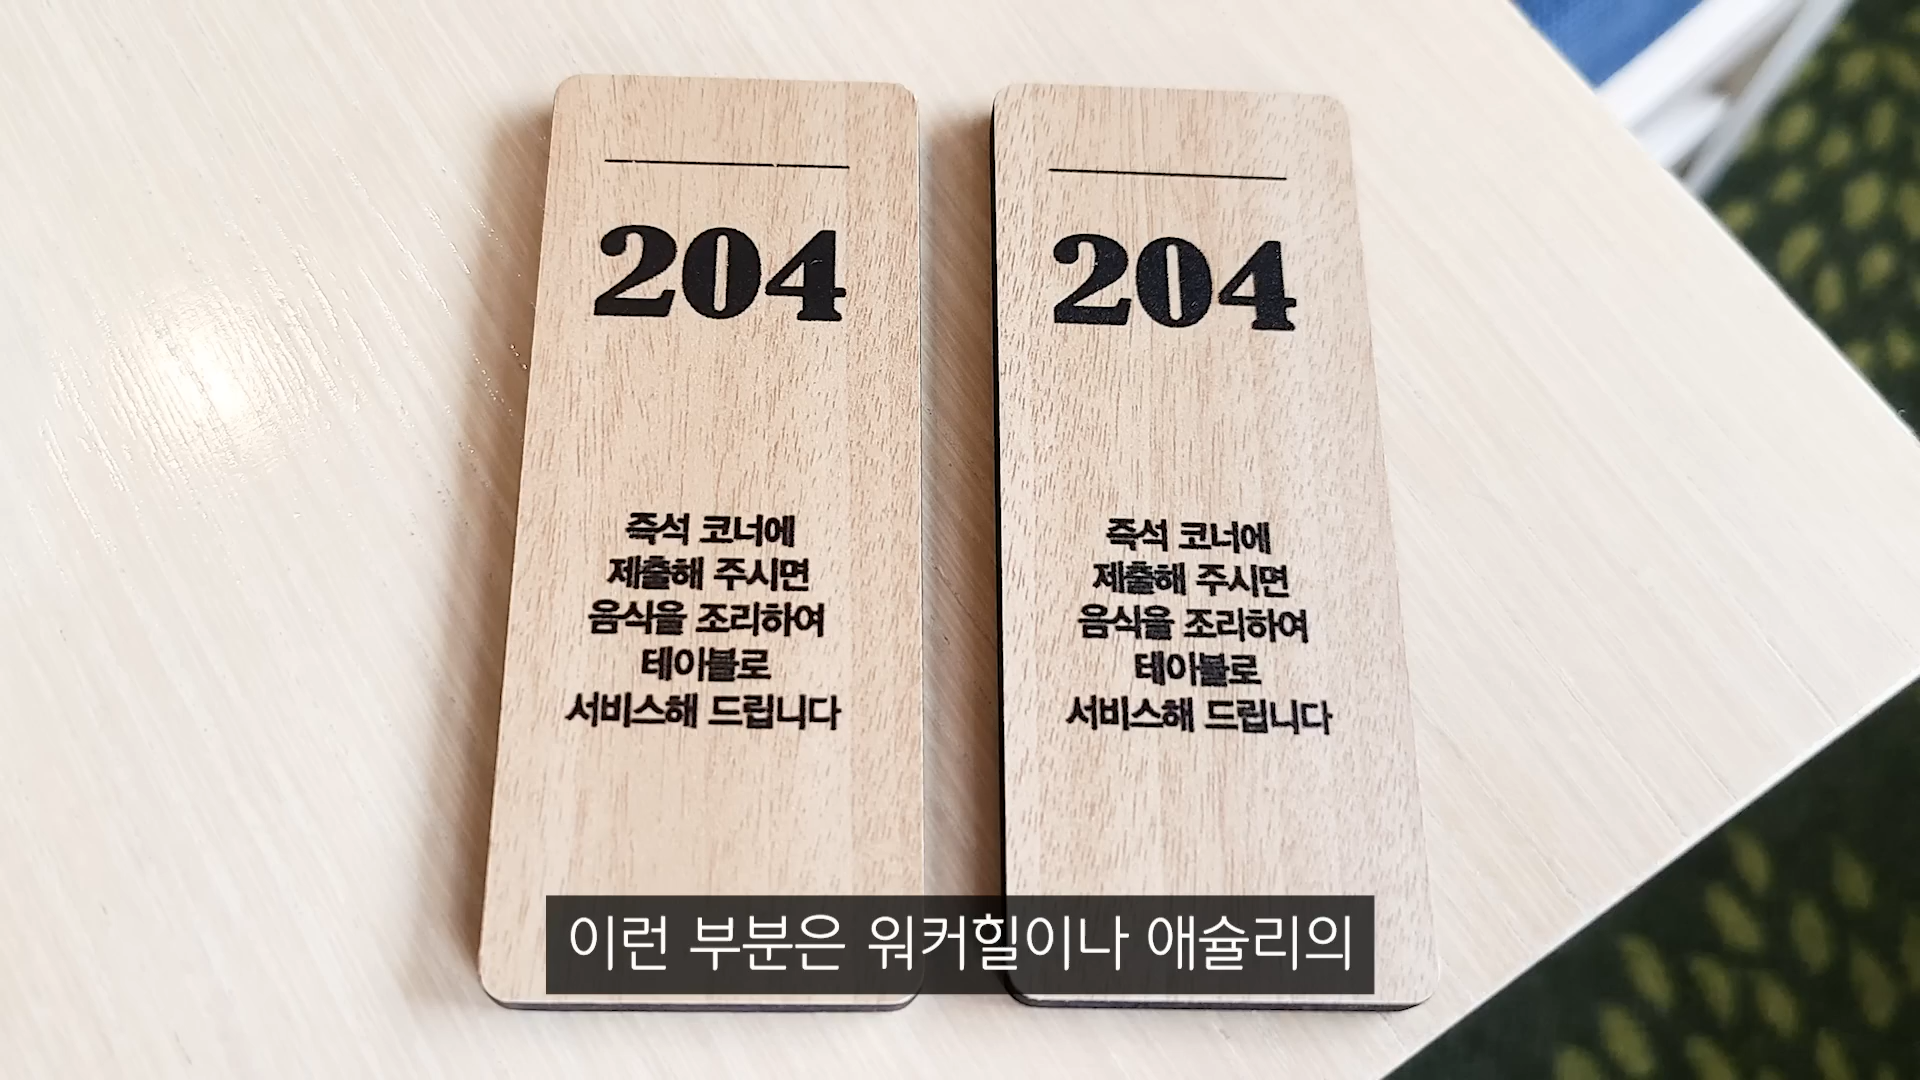 204
즉석 코너에
제출해 주시면
음식을 조리하여
테이블로
서비스해 드립니다
204
즉석 코너에
제출해 주시면
음식을 조리하여
테이블로
서비스해 드립니다
이런 부분은 워커힐이나 애슐리의